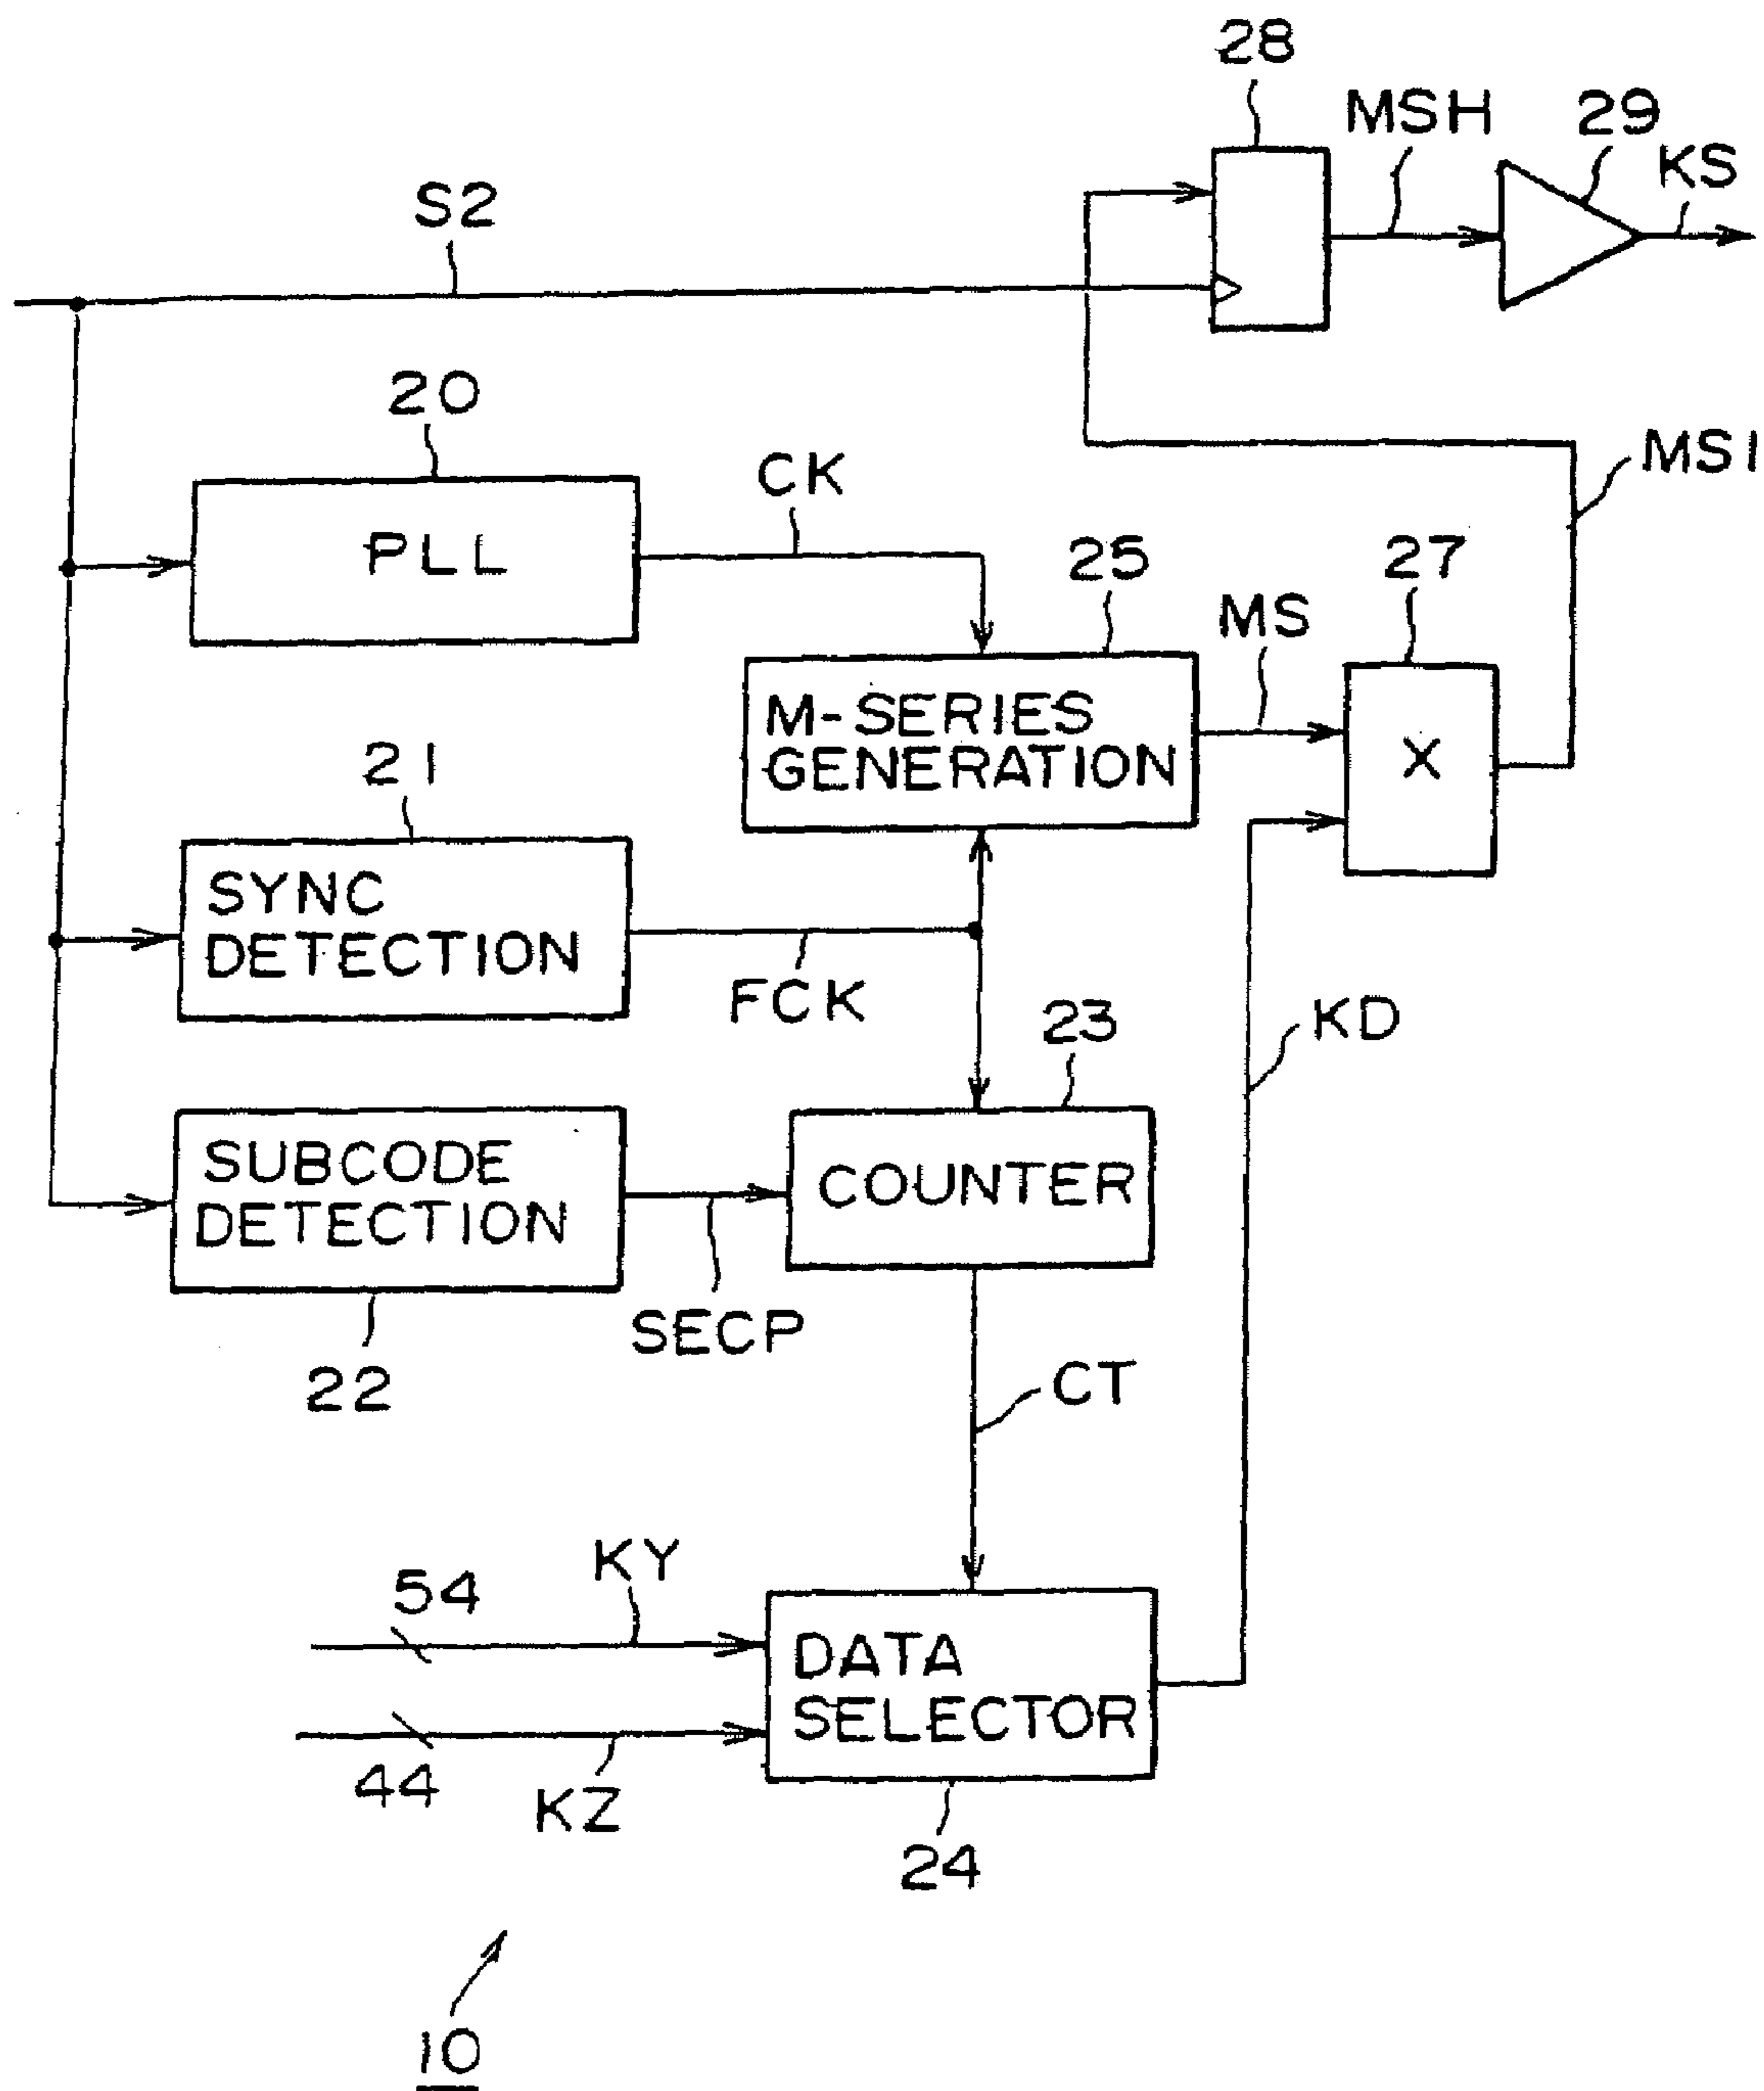 28
MSH
29
KS
S2
20
CK
MS1
PLL
25
27
MS
M-SERIES
GENERATION
X
21
SYNC
DETECTION
FCK
23
KD
SUBCODE
DETECTION
COUNTER
SECP
22
CT
KY
54
DATA
SELECTOR
44
KZ
24
10